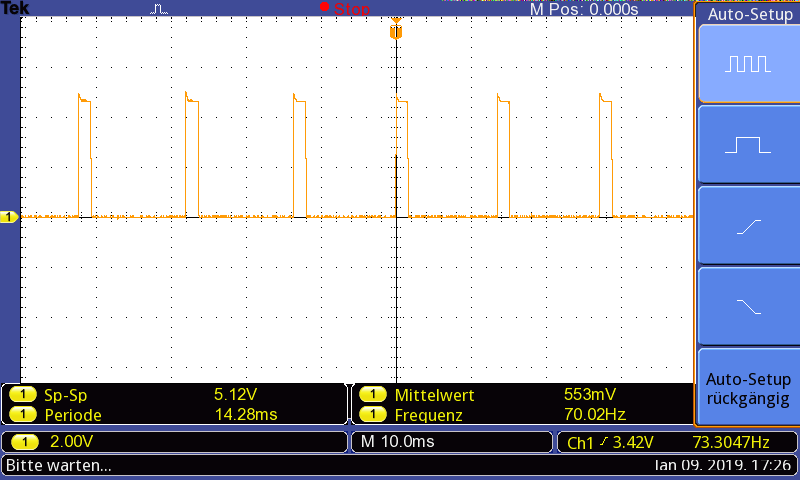 Tek Stop M Pos: 0.000s Auto-Setup
1
1 Sp-Sp 5.12V 1 Mittelwert 553mV
1 Periode 14.28ms 1 Frequenz 70.02Hz
Auto-Setup
rückgängig
1 2.00V M 10.0ms Ch1 3.42V 73.3047Hz
Bitte warten... Jan 09, 2019, 17:26